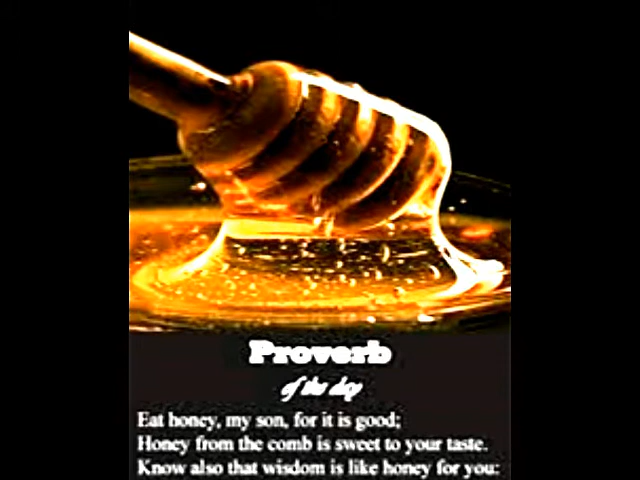 Proverb
of the day
Eat honey, my son, for it is good;
Honey from the comb is sweet to your taste.
Know also that wisdom is like honey for you: